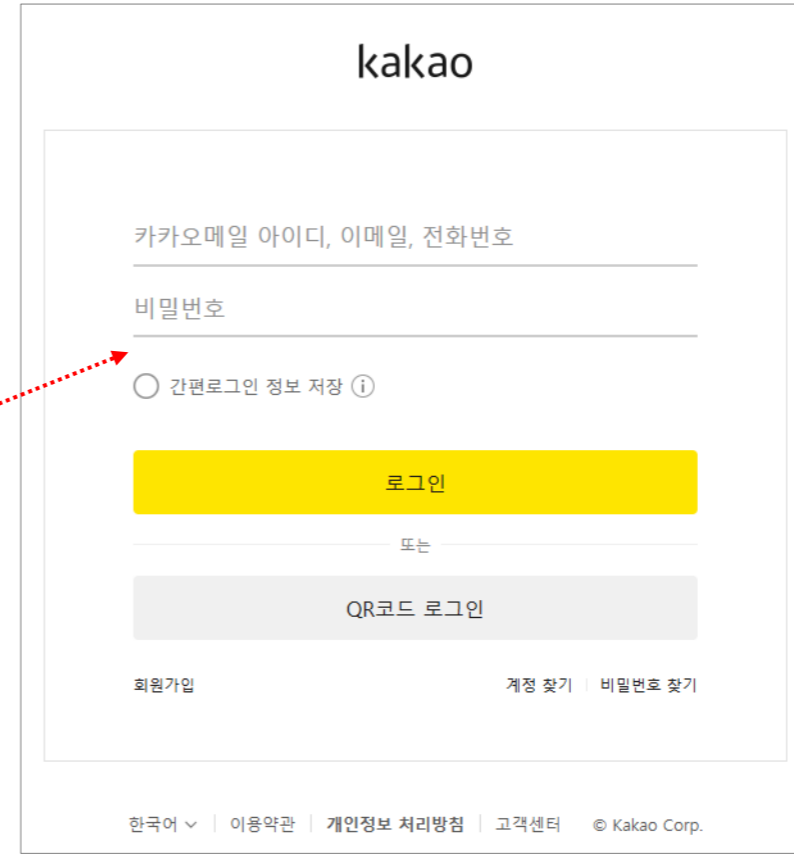 kakao
카카오메일 아이디, 이메일, 전화번호
비밀번호
간편로그인 정보 저장 i
로그인
또는
QR코드 로그인
회원가입 계정 찾기 비밀번호 찾기
한국어 이용약관 개인정보 처리방침 고객센터 © Kakao Corp.